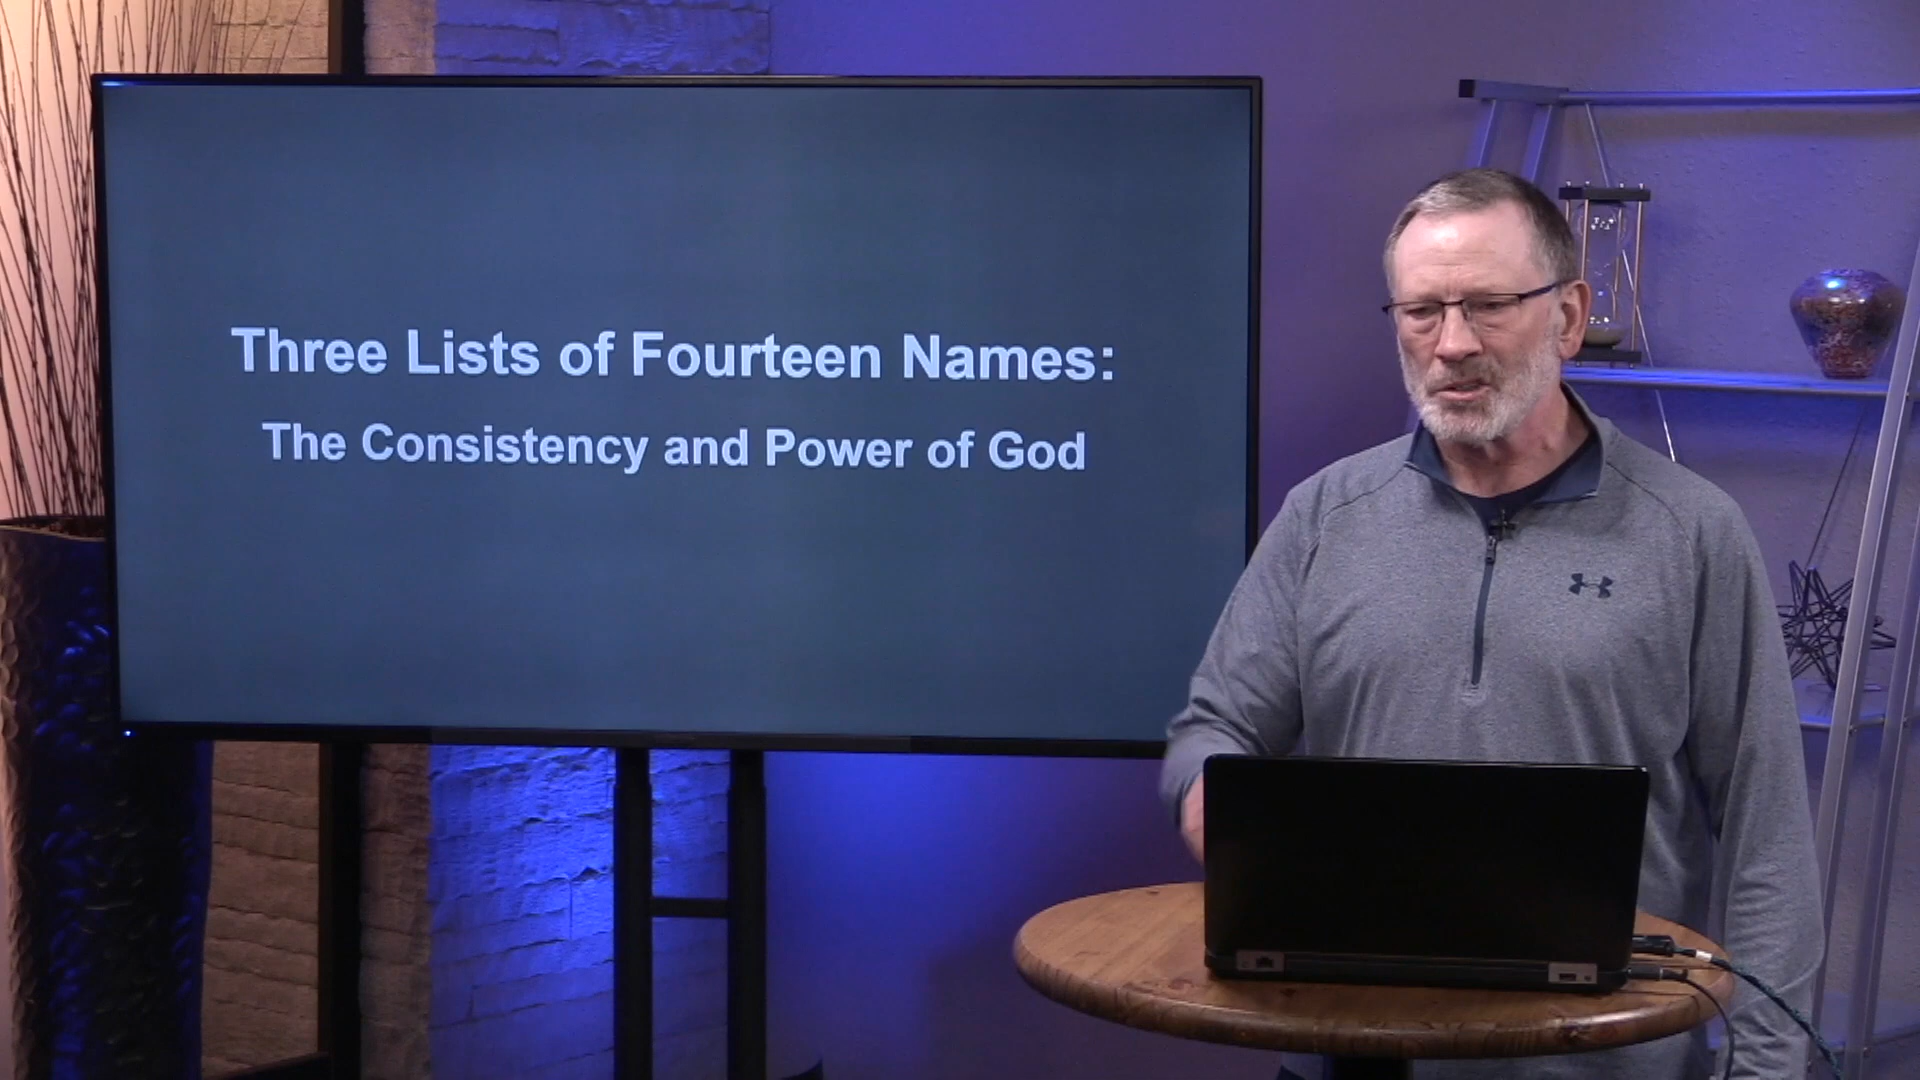 Three Lists of Fourteen Names:
The Consistency and Power of God